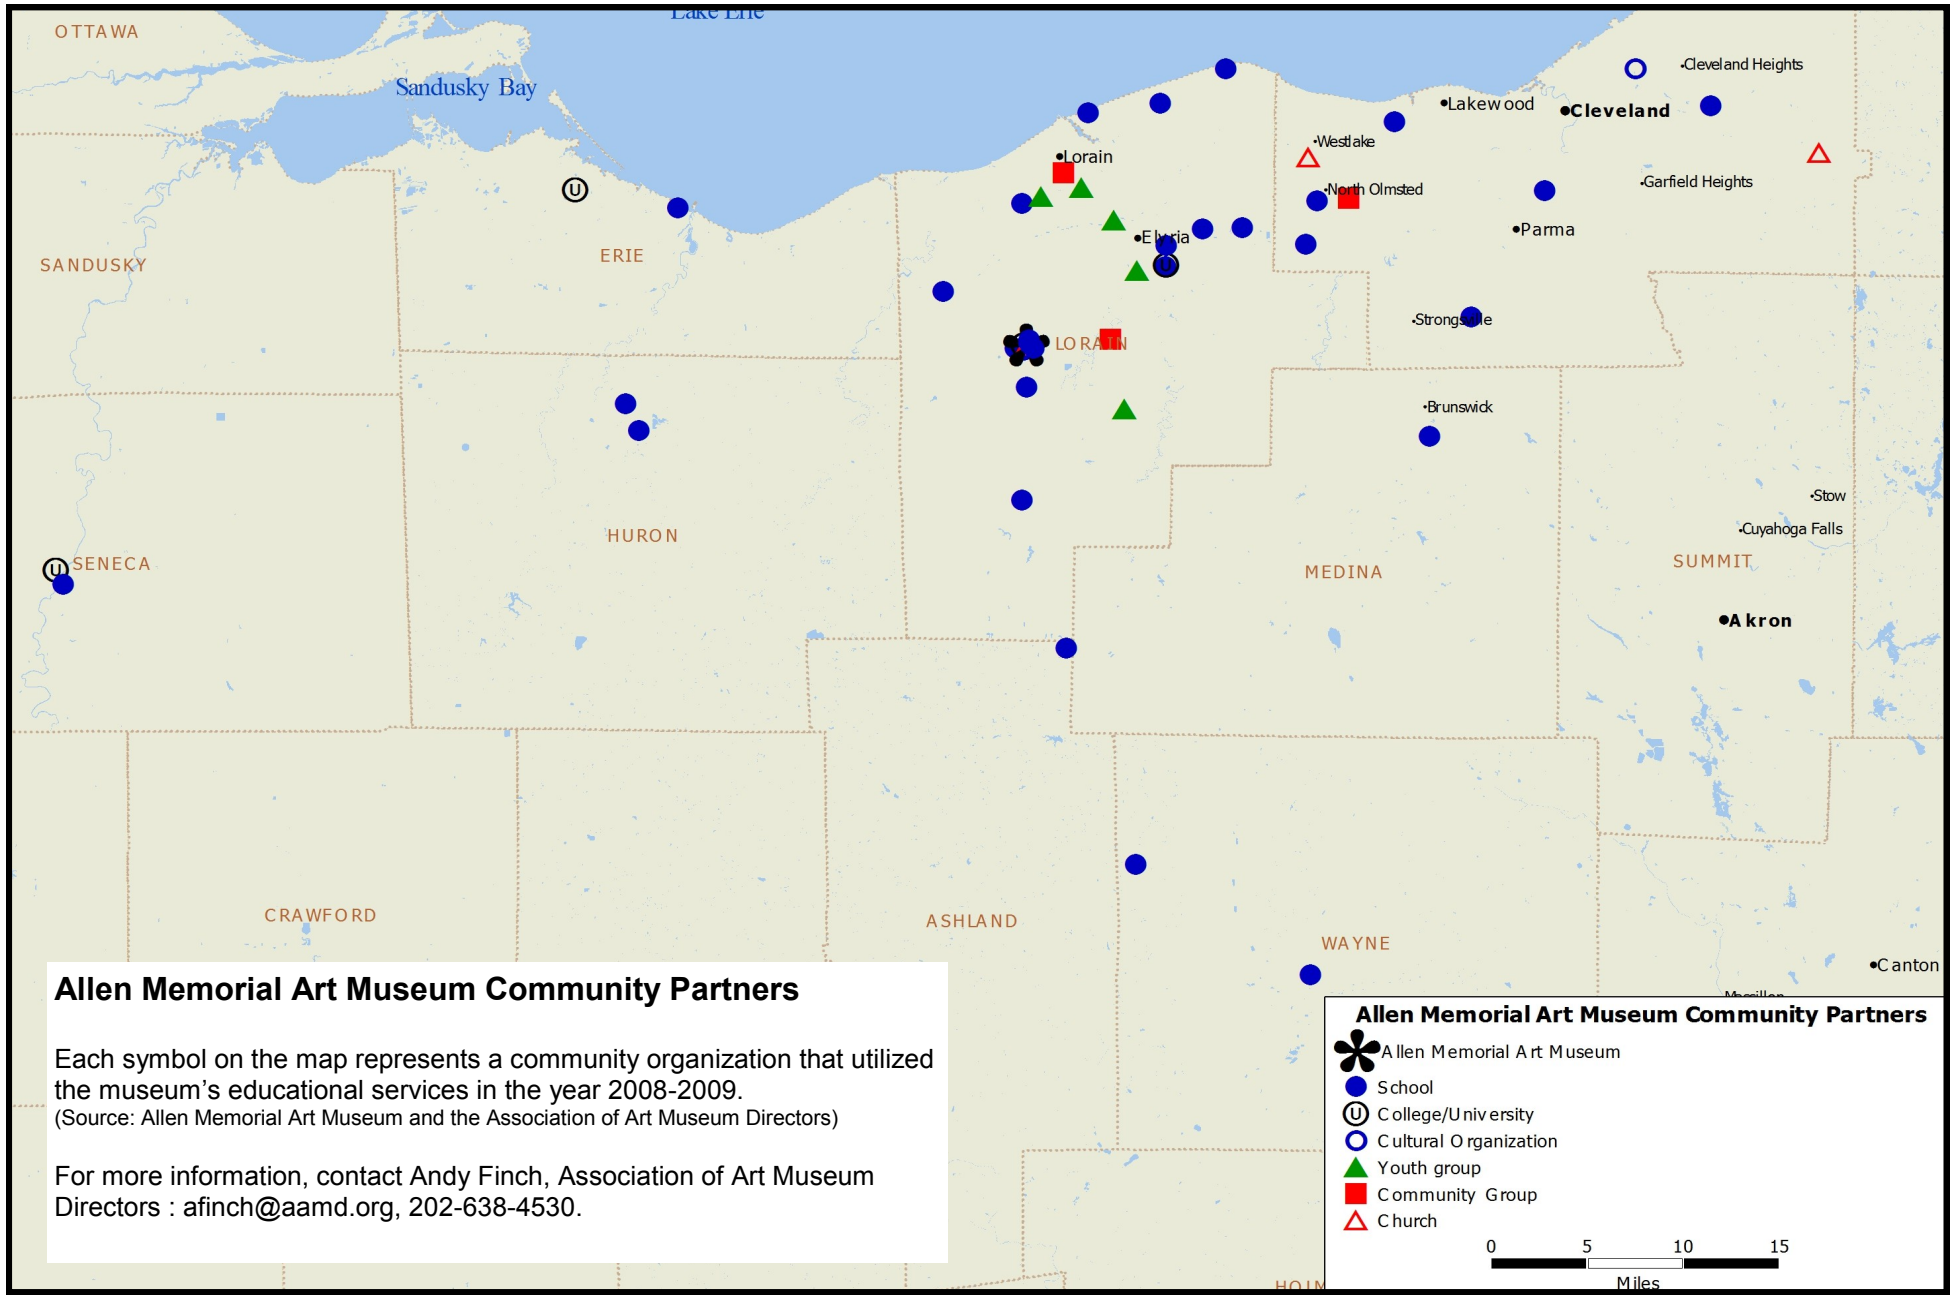 Lake Erie
OTTAWA
Sandusky Bay
Cleveland Heights
Lakewood
Cleveland
Westlake
Lorain
Garfield Heights
North Olmsted
U
Parma
Elyria
ERIE
SANDUSKY
U
Strongsville
LORAIN
Brunswick
Stow
Cuyahoga Falls
HURON
SUMMIT
U
SENECA
MEDINA
Akron
CRAWFORD
ASHLAND
WAYNE
Canton
Massillon
Allen Memorial Art Museum Community Partners
Each symbol on the map represents a community organization that utilized
the museum’s educational services in the year 2008-2009.
(Source: Allen Memorial Art Museum and the Association of Art Museum Directors)
For more information, contact Andy Finch, Association of Art Museum
Directors : afinch@aamd.org, 202-638-4530.
Allen Memorial Art Museum Community Partners
Allen Memorial Art Museum
School
U College/University
Cultural Organization
Youth group
Community Group
Church
0 5 10 15
Miles